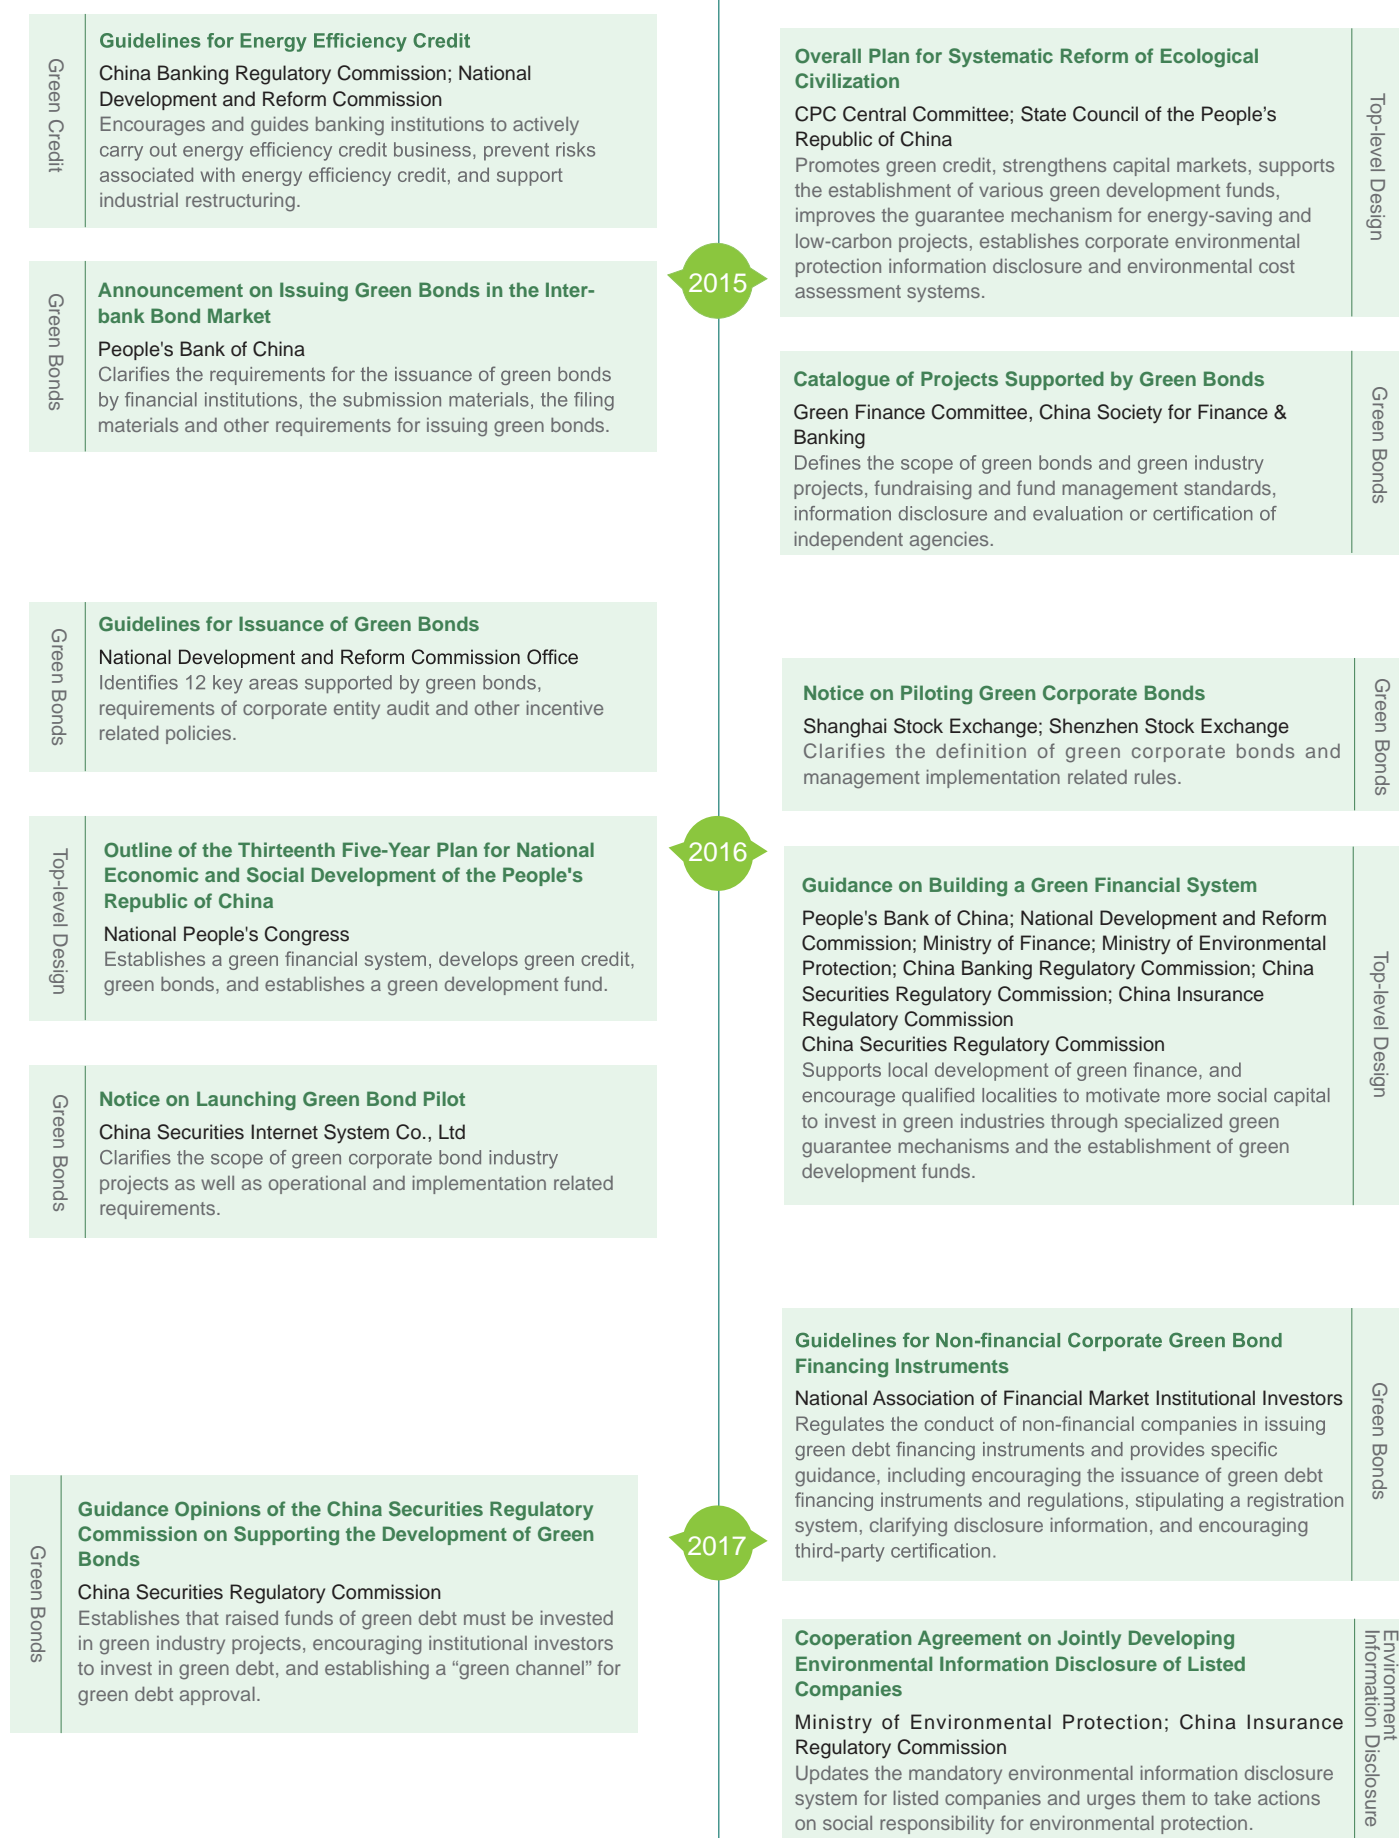 Green Credit
Guidelines for Energy Efficiency Credit
China Banking Regulatory Commission; National
Development and Reform Commission
Encourages and guides banking institutions to actively
carry out energy efficiency credit business, prevent risks
associated with energy efficiency credit, and support
industrial restructuring.
Overall Plan for Systematic Reform of Ecological
Civilization
CPC Central Committee; State Council of the People’s
Republic of China
Promotes green credit, strengthens capital markets, supports
the establishment of various green development funds,
improves the guarantee mechanism for energy-saving and
low-carbon projects, establishes corporate environmental
protection information disclosure and environmental cost
assessment systems.
Top-level Design
2015
Green Bonds
Announcement on Issuing Green Bonds in the Inter-
bank Bond Market
People's Bank of China
Clarifies the requirements for the issuance of green bonds
by financial institutions, the submission materials, the filing
materials and other requirements for issuing green bonds.
Catalogue of Projects Supported by Green Bonds
Green Finance Committee, China Society for Finance &
Banking
Defines the scope of green bonds and green industry
projects, fundraising and fund management standards,
information disclosure and evaluation or certification of
independent agencies.
Green Bonds
Green Bonds
Guidelines for Issuance of Green Bonds
National Development and Reform Commission Office
Identifies 12 key areas supported by green bonds,
requirements of corporate entity audit and other incentive
related policies.
Notice on Piloting Green Corporate Bonds
Shanghai Stock Exchange; Shenzhen Stock Exchange
Clarifies the definition of green corporate bonds and
management implementation related rules.
Green Bonds
2016
Top-level Design
Outline of the Thirteenth Five-Year Plan for National
Economic and Social Development of the People's
Republic of China
National People's Congress
Establishes a green financial system, develops green credit,
green bonds, and establishes a green development fund.
Guidance on Building a Green Financial System
People's Bank of China; National Development and Reform
Commission; Ministry of Finance; Ministry of Environmental
Protection; China Banking Regulatory Commission; China
Securities Regulatory Commission; China Insurance
Regulatory Commission
China Securities Regulatory Commission
Supports local development of green finance, and
encourage qualified localities to motivate more social capital
to invest in green industries through specialized green
guarantee mechanisms and the establishment of green
development funds.
Top-level Design
Green Bonds
Notice on Launching Green Bond Pilot
China Securities Internet System Co., Ltd
Clarifies the scope of green corporate bond industry
projects as well as operational and implementation related
requirements.
Guidelines for Non-financial Corporate Green Bond
Financing Instruments
National Association of Financial Market Institutional Investors
Regulates the conduct of non-financial companies in issuing
green debt financing instruments and provides specific
guidance, including encouraging the issuance of green debt
financing instruments and regulations, stipulating a registration
system, clarifying disclosure information, and encouraging
third-party certification.
Green Bonds
2017
Green Bonds
Guidance Opinions of the China Securities Regulatory
Commission on Supporting the Development of Green
Bonds
China Securities Regulatory Commission
Establishes that raised funds of green debt must be invested
in green industry projects, encouraging institutional investors
to invest in green debt, and establishing a “green channel” for
green debt approval.
Cooperation Agreement on Jointly Developing
Environmental Information Disclosure of Listed
Companies
Ministry of Environmental Protection; China Insurance
Regulatory Commission
Updates the mandatory environmental information disclosure
system for listed companies and urges them to take actions
on social responsibility for environmental protection.
Environment
Information Disclosure